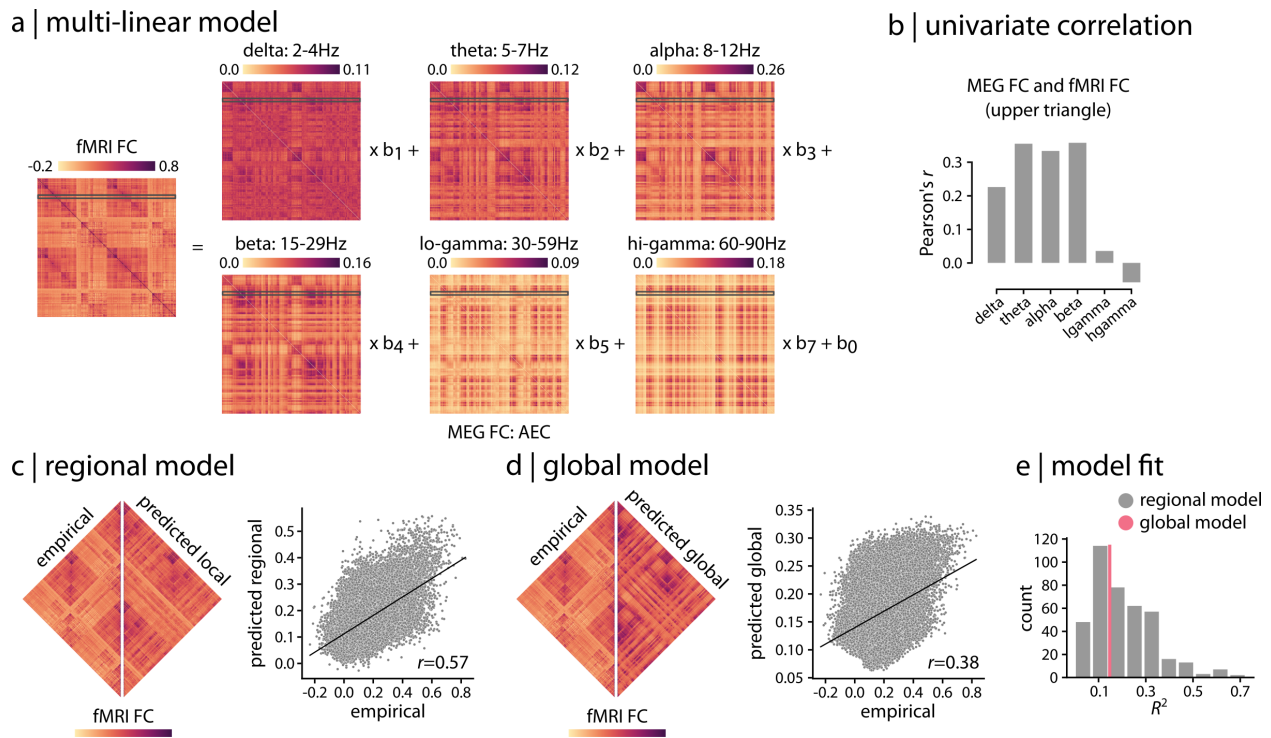 a | multi-linear model
delta: 2-4Hz
0.0 0.11
theta: 5-7Hz
0.0 0.12
alpha: 8-12Hz
0.0 0.26
fMRI FC
-0.2 0.8
=
x b1 +
x b2 +
x b3 +
beta: 15-29Hz
0.0 0.16
lo-gamma: 30-59Hz
0.0 0.09
hi-gamma: 60-90Hz
0.0 0.18
x b4 +
x b5 +
x b7 + b0
MEG FC: AEC
b | univariate correlation
MEG FC and fMRI FC
(upper triangle)
Pearson's r
0.3
0.1
0.0
delta
theta
alpha
beta
lgamma
hgamma
c | regional model
empirical
predicted local
fMRI FC
predicted regional
0.5
0.4
0.3
0.2
0.1
0.0
r=0.57
-0.2 0.0 0.2 0.4 0.6 0.8
empirical
d | global model
empirical
predicted global
fMRI FC
predicted global
0.35
0.30
0.25
0.20
0.15
0.10
0.05
r=0.38
-0.2 0.0 0.2 0.4 0.6 0.8
empirical
e | model fit
regional model
global model
count
120
100
80
60
40
20
0
0.1 0.3 0.5 0.7
R²